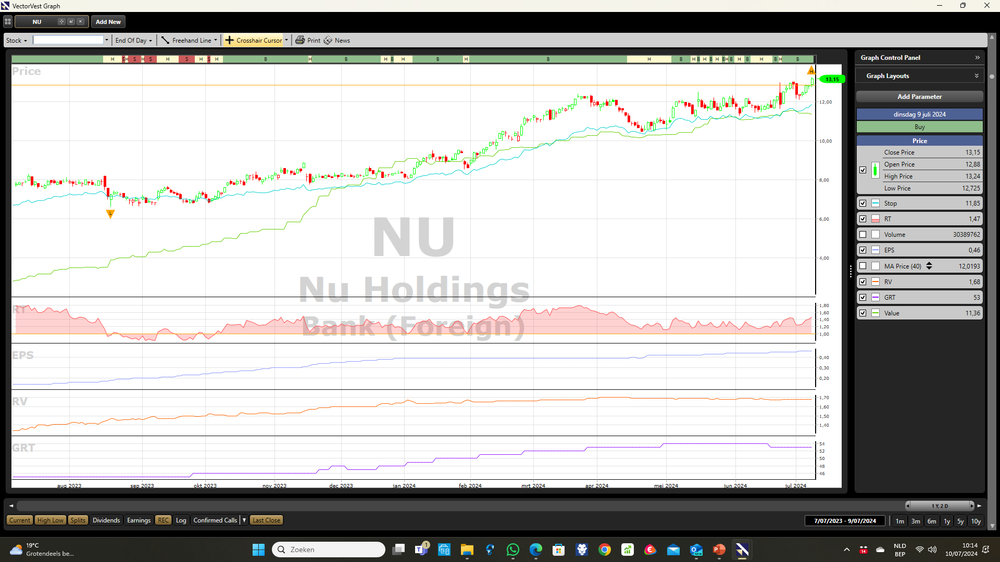 VectorVest Graph
NU
Add New
Stock
End Of Day
Freehand Line
Crosshair Cursor
Print
News
H S H S H S H S H S H B H B H B H B H B H B H B H B H B H B H B H B H B H B
Price
H
13,15
12,00
10,00
8,00
6,00
4,00
L
NU
Nu Holdings
Bank (Foreign)
RT
1,80
1,60
1,40
1,20
1,00
EPS
0,40
0,30
0,20
RV
1,70
1,60
1,50
1,40
GRT
54
52
50
48
46
aug 2023 sep 2023 okt 2023 nov 2023 dec 2023 jan 2024 feb 2024 mrt 2024 apr 2024 mei 2024 jun 2024 jul 2024
Graph Control Panel
Graph Layouts
Add Parameter
dinsdag 9 juli 2024
Buy
Price
Close Price 13,15
Open Price 12,88
High Price 13,24
Low Price 12,725
Stop 11,85
RT 1,47
Volume 30389762
EPS 0,46
MA Price (40) 12,0193
RV 1,68
GRT 53
Value 11,36
1 Y, 2 D
Current High Low Splits Dividends Earnings REC Log Confirmed Calls Last Close
7/07/2023 - 9/07/2024 1m 3m 6m 1y 5y 10y
19°C
Grotendeels be...
Zoeken
1
NEW
14
NLD
BEP
10:14
10/07/2024